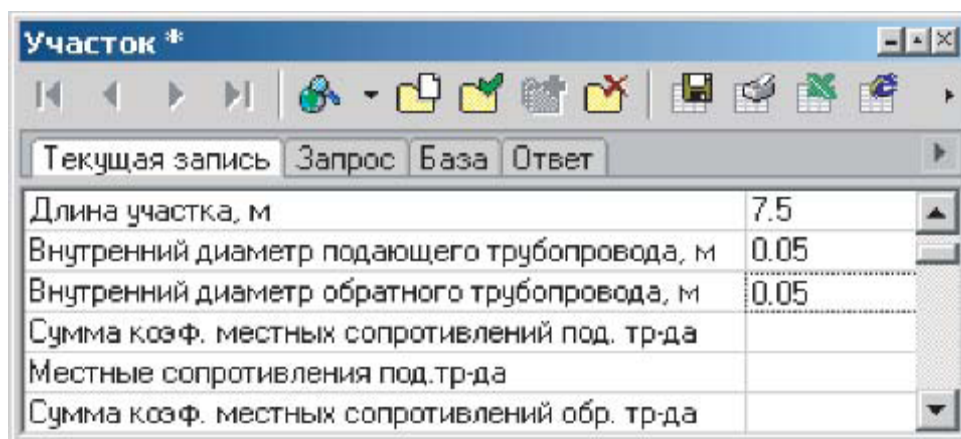 Участок *
Текущая запись Запрос База Ответ
Длина участка, м 7.5
Внутренний диаметр подающего трубопровода, м 0.05
Внутренний диаметр обратного трубопровода, м 0.05
Сумма коэф. местных сопротивлений под. тр-да
Местные сопротивления под.тр-да
Сумма коэф. местных сопротивлений обр. тр-да